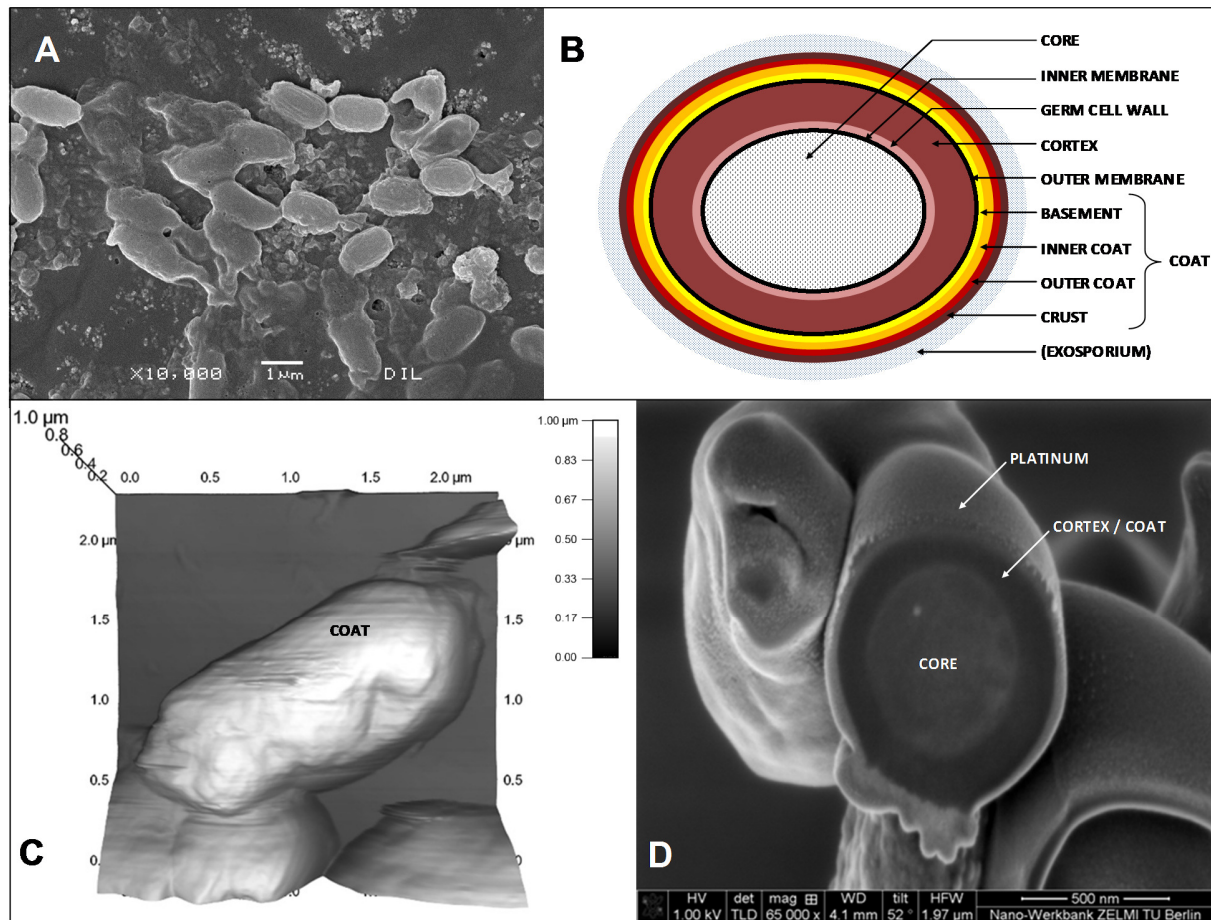 A
X10,000 1μm DIL
B
CORE
INNER MEMBRANE
GERM CELL WALL
CORTEX
OUTER MEMBRANE
BASEMENT
INNER COAT
COAT
OUTER COAT
CRUST
(EXOSPORIUM)
1.0 μm
0.8
0.6
0.4
0.2
0.0 0.5 1.0 1.5 2.0 μm
2.0 μm
1.5 1.5
1.0 1.0
0.5 0.5
COAT
C
1.00 μm
0.83
0.67
0.50
0.33
0.17
0.00
PLATINUM
CORTEX / COAT
CORE
D
HV det mag WD tilt HFW 500 nm
1.00 kV TLD 65 000 x 4.1 mm 52 ° 1.97 μm Nano-Werkbank ZELMI TU Berlin